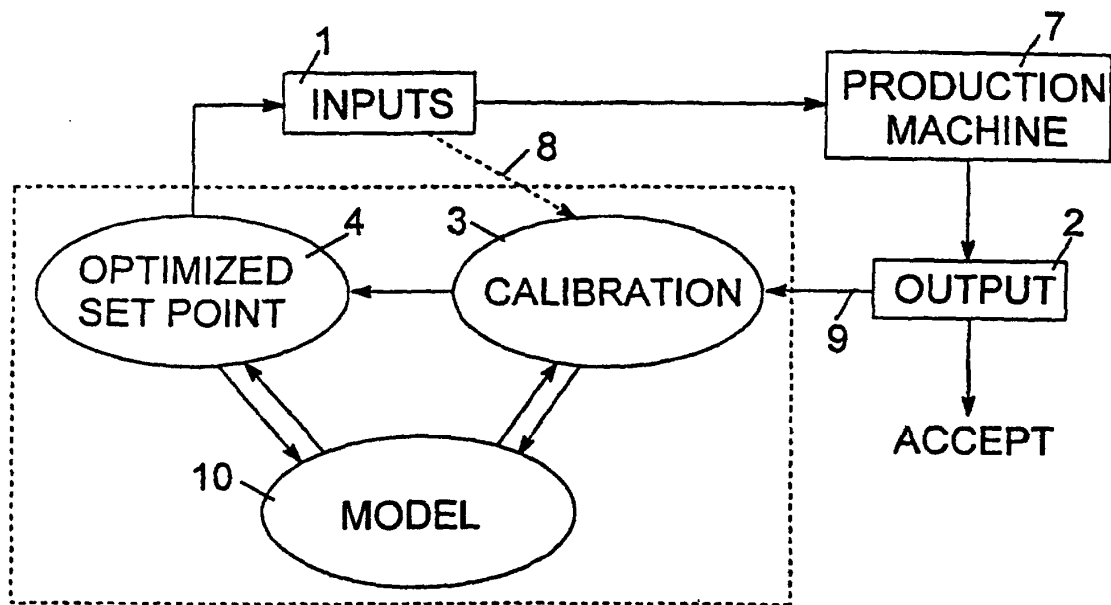 1
INPUTS
7
PRODUCTION
MACHINE
8
4
OPTIMIZED
SET POINT
3
CALIBRATION
2
OUTPUT
9
ACCEPT
10
MODEL